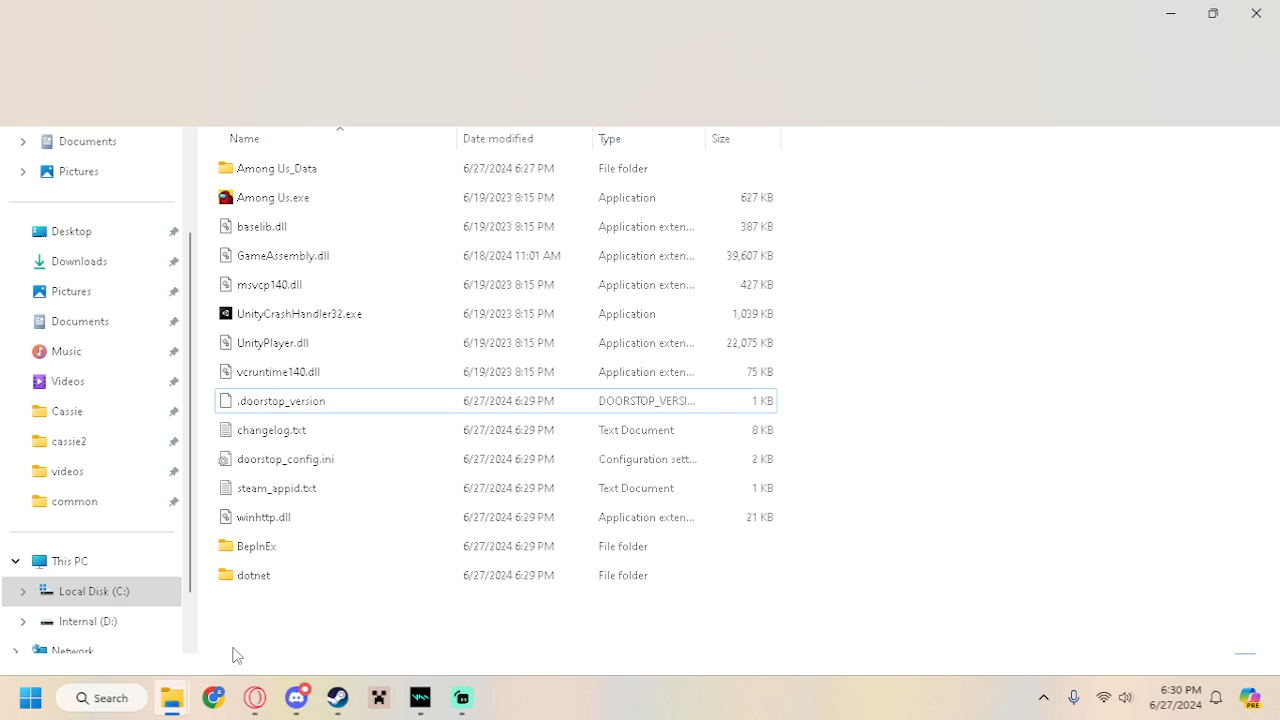 Documents
Pictures
Desktop
Downloads
Pictures
Documents
Music
Videos
Cassie
cassie2
videos
common
This PC
Local Disk (C:)
Internal (D:)
Network
Name Date modified Type Size
Among Us_Data 6/27/2024 6:27 PM File folder
Among Us.exe 6/19/2023 8:15 PM Application 627 KB
baselib.dll 6/19/2023 8:15 PM Application exten... 387 KB
GameAssembly.dll 6/18/2024 11:01 AM Application exten... 39,607 KB
msvcp140.dll 6/19/2023 8:15 PM Application exten... 427 KB
UnityCrashHandler32.exe 6/19/2023 8:15 PM Application 1,039 KB
UnityPlayer.dll 6/19/2023 8:15 PM Application exten... 22,075 KB
vcruntime140.dll 6/19/2023 8:15 PM Application exten... 75 KB
.doorstop_version 6/27/2024 6:29 PM DOORSTOP_VERSI... 1 KB
changelog.txt 6/27/2024 6:29 PM Text Document 8 KB
doorstop_config.ini 6/27/2024 6:29 PM Configuration sett... 2 KB
steam_appid.txt 6/27/2024 6:29 PM Text Document 1 KB
winhttp.dll 6/27/2024 6:29 PM Application exten... 21 KB
BepInEx 6/27/2024 6:29 PM File folder
dotnet 6/27/2024 6:29 PM File folder
Search
6:30 PM
6/27/2024
PRE